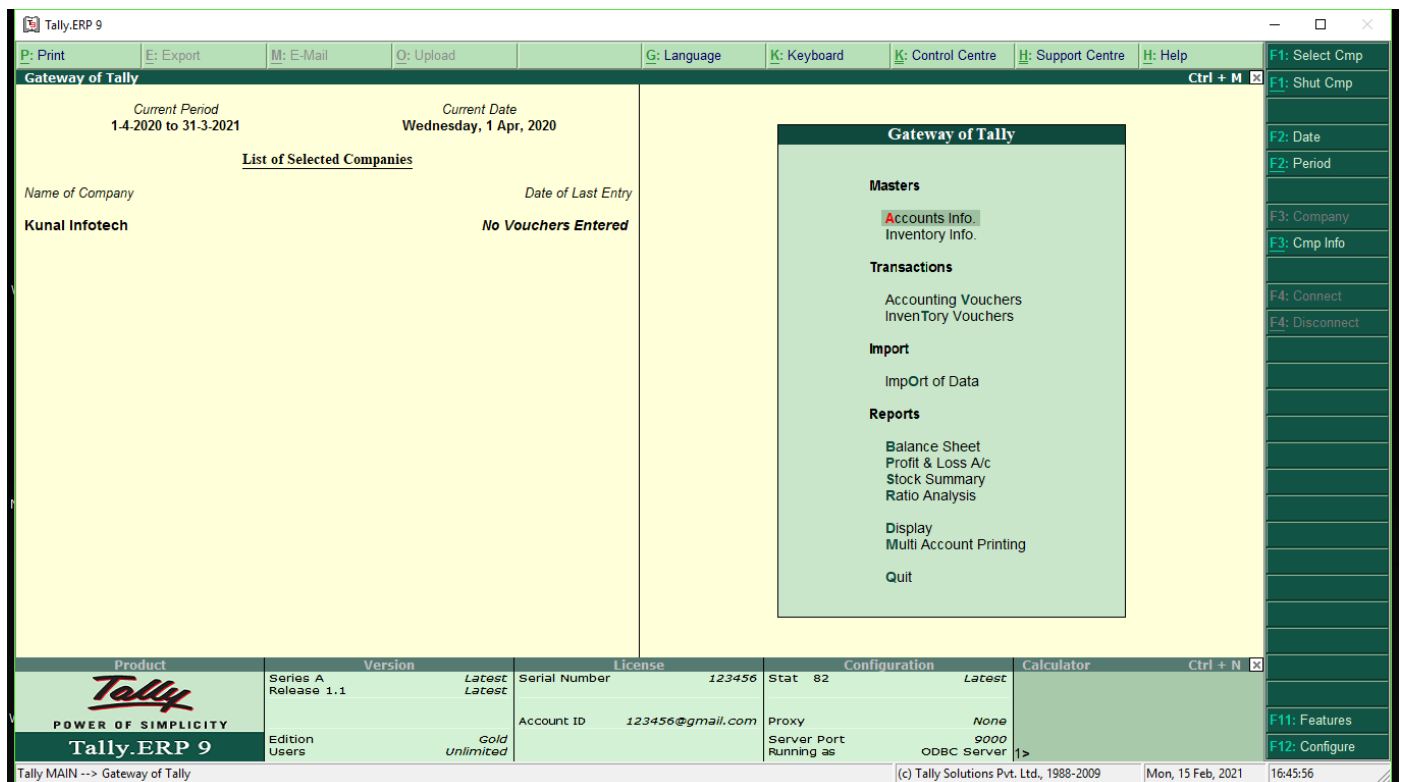 Tally.ERP 9
P: Print E: Export M: E-Mail O: Upload G: Language K: Keyboard K: Control Centre H: Support Centre H: Help
Gateway of Tally Ctrl + M
Current Period Current Date
1-4-2020 to 31-3-2021 Wednesday, 1 Apr, 2020
List of Selected Companies
Name of Company Date of Last Entry
Kunal Infotech No Vouchers Entered
Gateway of Tally
Masters
Accounts Info.
Inventory Info.
Transactions
Accounting Vouchers
InvenTory Vouchers
Import
ImpOrt of Data
Reports
Balance Sheet
Profit & Loss A/c
Stock Summary
Ratio Analysis
Display
Multi Account Printing
Quit
F1: Select Cmp
F1: Shut Cmp
F2: Date
F2: Period
F3: Company
F3: Cmp Info
F4: Connect
F4: Disconnect
F11: Features
F12: Configure
Product Version License Configuration Calculator Ctrl + N
Tally
POWER OF SIMPLICITY
Tally.ERP 9
Series A Latest
Release 1.1 Latest
Edition Gold
Users Unlimited
Serial Number 123456
Account ID 123456@gmail.com
Stat 82 Latest
Proxy None
Server Port 9000
Running as ODBC Server
1>
Tally MAIN --> Gateway of Tally (c) Tally Solutions Pvt. Ltd., 1988-2009 Mon, 15 Feb, 2021 16:45:56